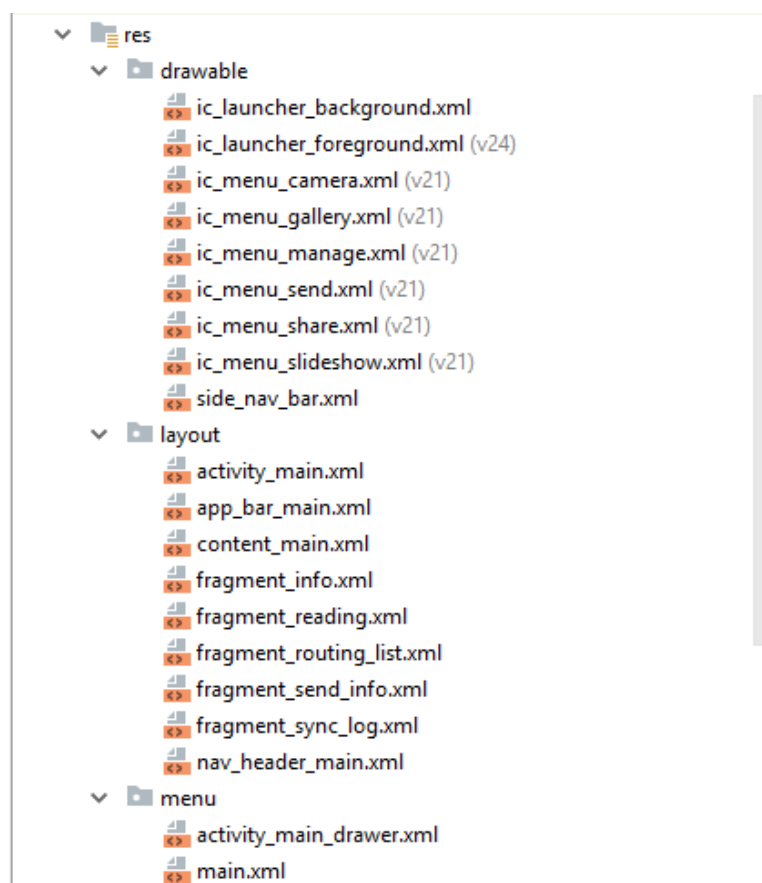 res
drawable
ic_launcher_background.xml
ic_launcher_foreground.xml (v24)
ic_menu_camera.xml (v21)
ic_menu_gallery.xml (v21)
ic_menu_manage.xml (v21)
ic_menu_send.xml (v21)
ic_menu_share.xml (v21)
ic_menu_slideshow.xml (v21)
side_nav_bar.xml
layout
activity_main.xml
app_bar_main.xml
content_main.xml
fragment_info.xml
fragment_reading.xml
fragment_routing_list.xml
fragment_send_info.xml
fragment_sync_log.xml
nav_header_main.xml
menu
activity_main_drawer.xml
main.xml